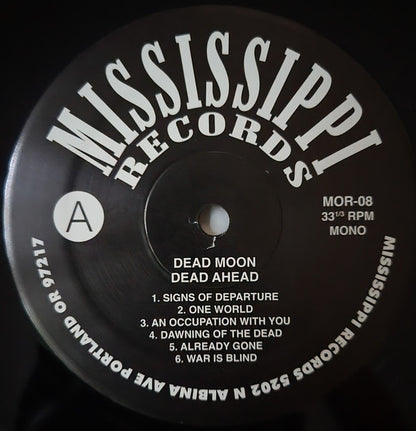 MISSISSIPPI
RECORDS
A
MOR-08
33 1/3 RPM
MONO
DEAD MOON
DEAD AHEAD
1. SIGNS OF DEPARTURE
2. ONE WORLD
3. AN OCCUPATION WITH YOU
4. DAWNING OF THE DEAD
5. ALREADY GONE
6. WAR IS BLIND
MISSISSIPPI RECORDS 5202 N ALBINA AVE PORTLAND OR 97217